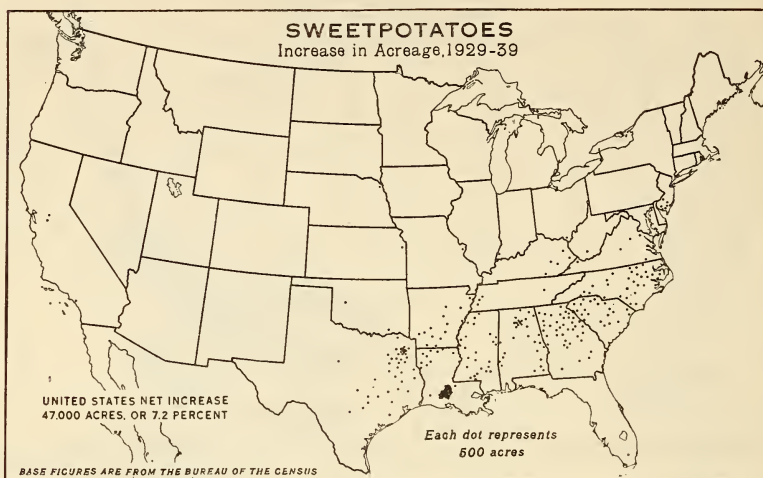 SWEETPOTATOES
Increase in Acreage, 1929-39
UNITED STATES NET INCREASE
47,000 ACRES, OR 7.2 PERCENT
Each dot represents
500 acres
BASE FIGURES ARE FROM THE BUREAU OF THE CENSUS